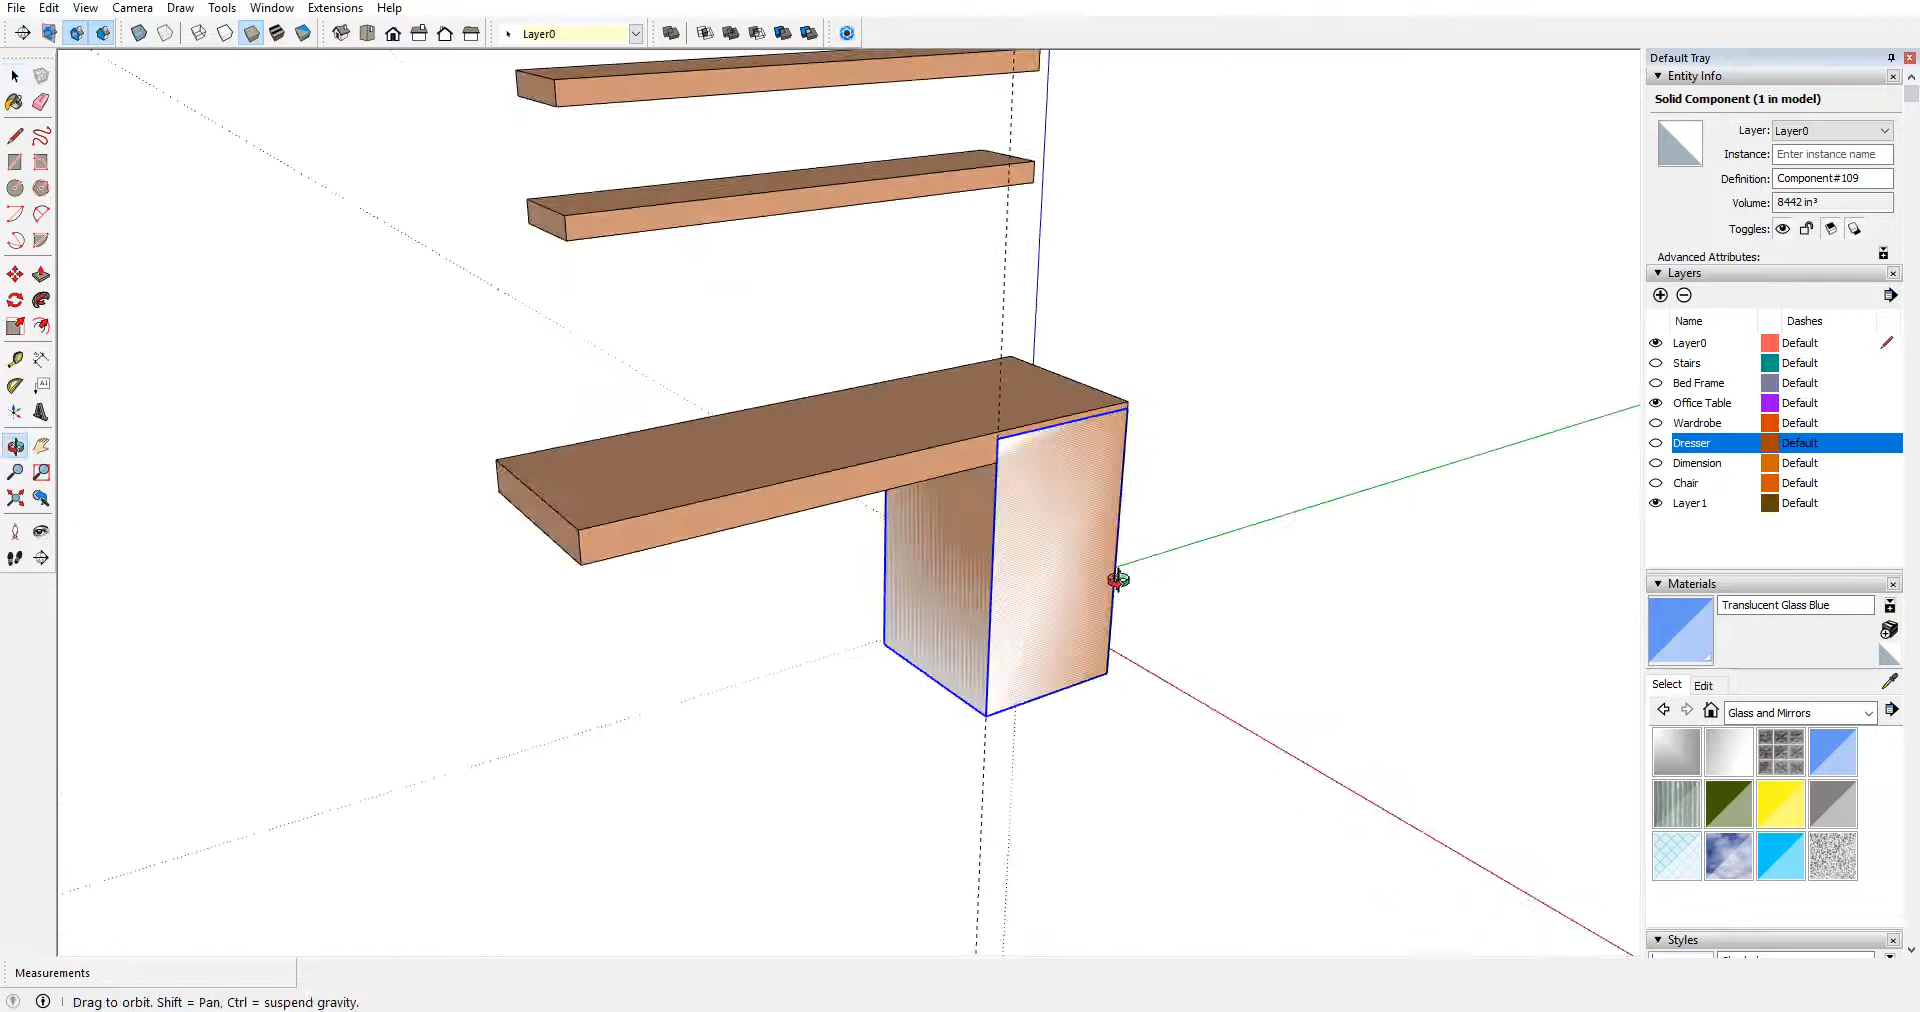 File Edit View Camera Draw Tools Window Extensions Help
Layer0
Default Tray
Entity Info
Solid Component (1 in model)
Layer: Layer0
Instance: Enter instance name
Definition: Component#109
Volume: 8442 in³
Toggles:
Advanced Attributes:
Layers
Name Dashes
Layer0 Default
Stairs Default
Bed Frame Default
Office Table Default
Wardrobe Default
Dresser Default
Dimension Default
Chair Default
Layer1 Default
Materials
Translucent Glass Blue
Select Edit
Glass and Mirrors
Styles
Measurements
Drag to orbit. Shift = Pan, Ctrl = suspend gravity.